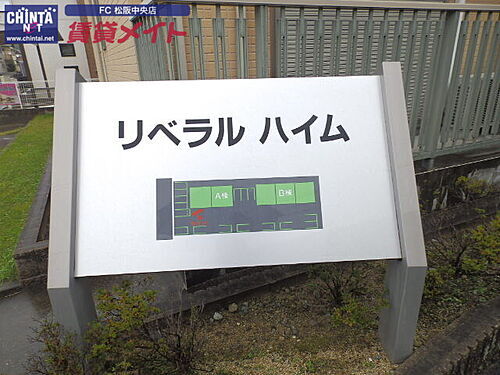 CHINTAI
NET
www.chintai.net
FC 松阪中央店
賃貸メイト
リベラル ハイム
A棟
B棟